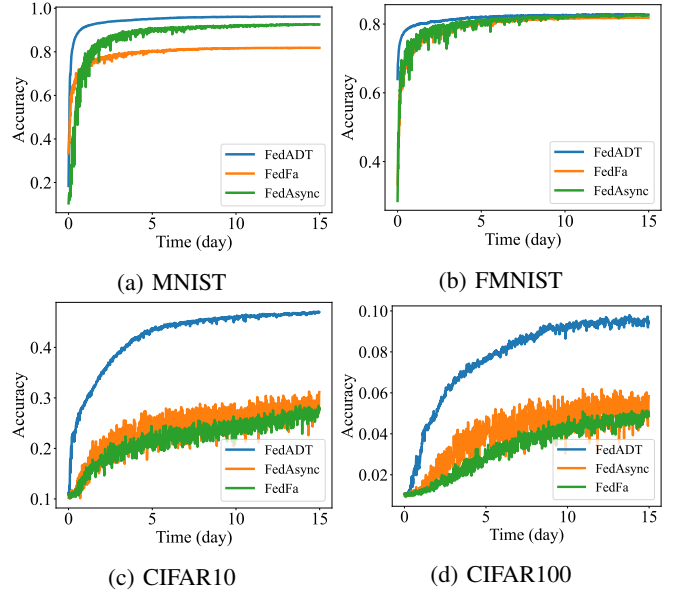 1.0
0.8
0.6
0.4
0.2
Accuracy
0
5
10
15
Time (day)
FedADT
FedFa
FedAsync
(a) MNIST
0.8
0.6
0.4
Accuracy
0
5
10
15
Time (day)
FedADT
FedFa
FedAsync
(b) FMNIST
0.4
0.3
0.2
0.1
Accuracy
0
5
10
15
Time (day)
FedADT
FedAsync
FedFa
(c) CIFAR10
0.10
0.08
0.06
0.04
0.02
Accuracy
0
5
10
15
Time (day)
FedADT
FedAsync
FedFa
(d) CIFAR100